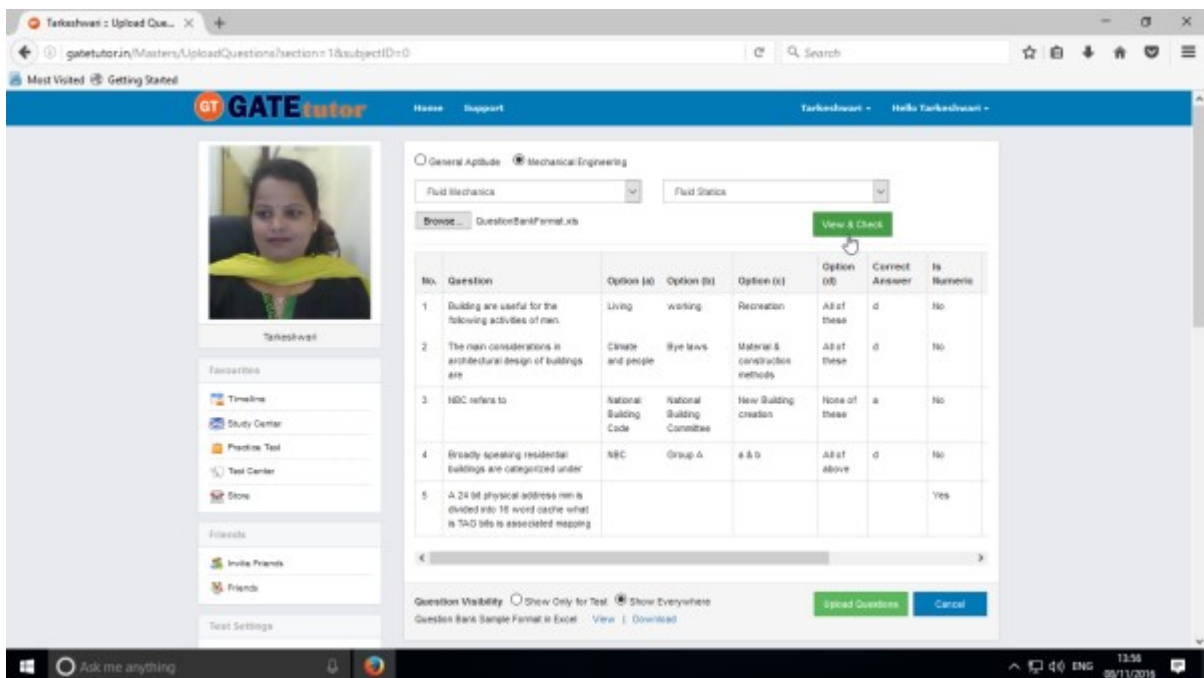 Tarkeshwari :: Upload Que...
gatetutor.in/Masters/UploadQuestions?section=1&subjectID=0
Search
Most Visited Getting Started
GT GATEtutor Home Support Tarkeshwari Hello Tarkeshwari
General Aptitude Mechanical Engineering
Fluid Mechanics Fluid Statics
Browse... QuestionBankFormat.xls View & Check
No. Question Option (a) Option (b) Option (c) Option (d) Correct Answer Is Numeric
1 Building are useful for the Living working Recreation All of d No
following activities of men. these
2 The main considerations in Climate Bye laws Material & All of d No
architectural design of buildings and people construction these
are methods
3 NBC refers to National National New Building None of a No
Building Building creation these
Code Committee
4 Broadly speaking residential NBC Group A a & b All of d No
buildings are categorized under above
5 A 24 bit physical address mm is Yes
divided into 16 word cache what
is TAG bits is associated mapping
Question Visibility Show Only for Test Show Everywhere Upload Questions Cancel
Question Bank Sample Format in Excel View | Download
Tarkeshwari
Favourites
Timeline
Study Center
Practice Test
Test Center
Store
Friends
Invite Friends
Friends
Test Settings
Ask me anything
ENG
13:56
05/11/2016